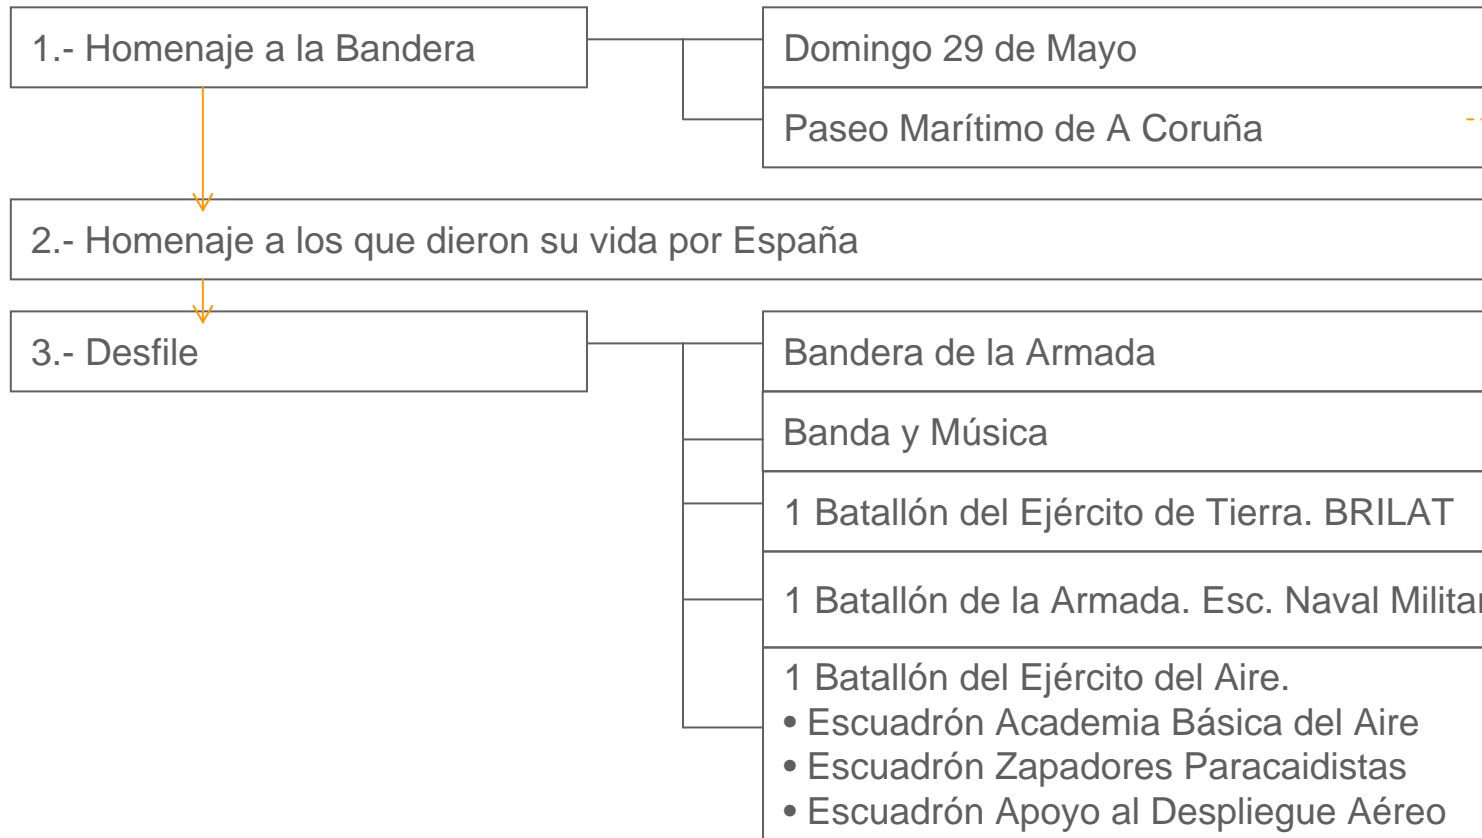 1.- Homenaje a la Bandera
Domingo 29 de Mayo
Paseo Marítimo de A Coruña
2.- Homenaje a los que dieron su vida por España
3.- Desfile
Bandera de la Armada
Banda y Música
1 Batallón del Ejército de Tierra. BRILAT
1 Batallón de la Armada. Esc. Naval Militar
1 Batallón del Ejército del Aire.
• Escuadrón Academia Básica del Aire
• Escuadrón Zapadores Paracaidistas
• Escuadrón Apoyo al Despliegue Aéreo